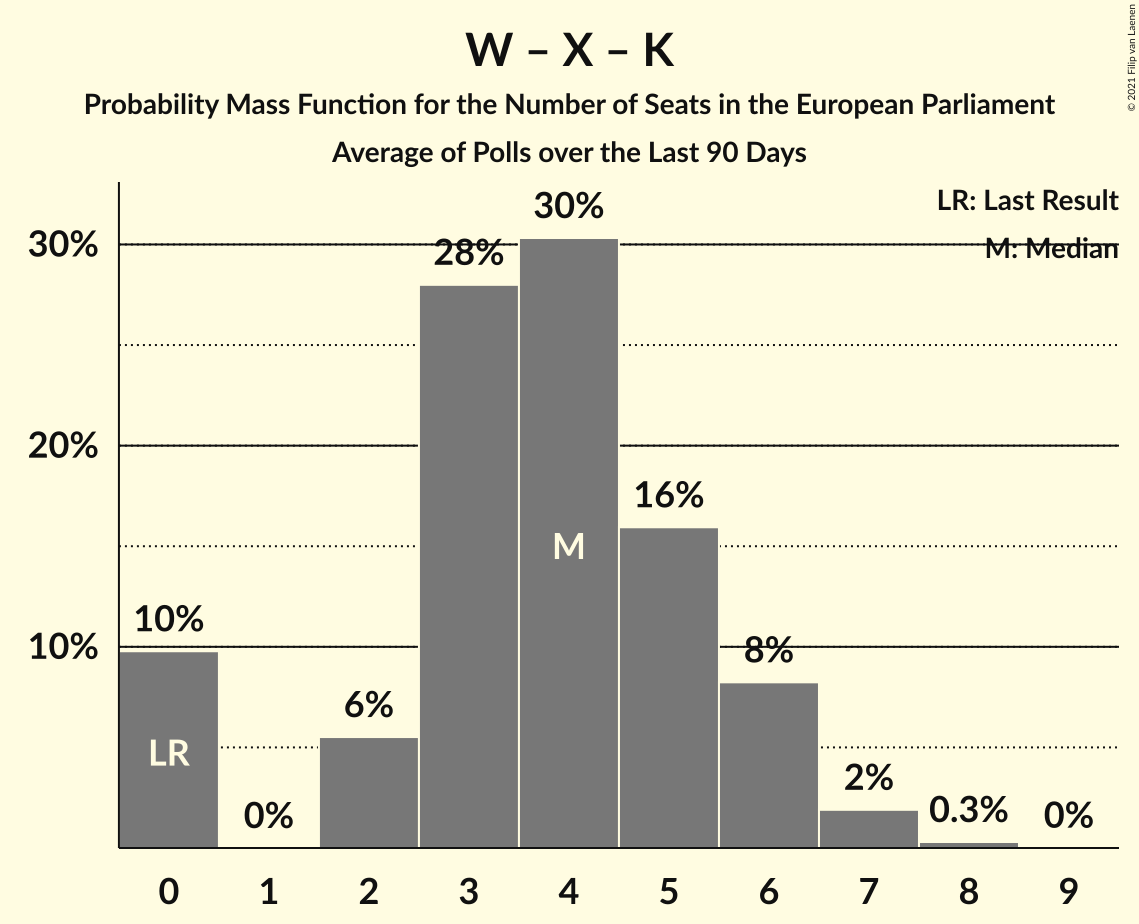 © 2021 Filip van Laenen
W – X – K
Probability Mass Function for the Number of Seats in the European Parliament
Average of Polls over the Last 90 Days
LR: Last Result
M: Median
30%
20%
10%
10%
0%
6%
28%
30%
16%
8%
2%
0.3%
0%
LR
M
0 1 2 3 4 5 6 7 8 9